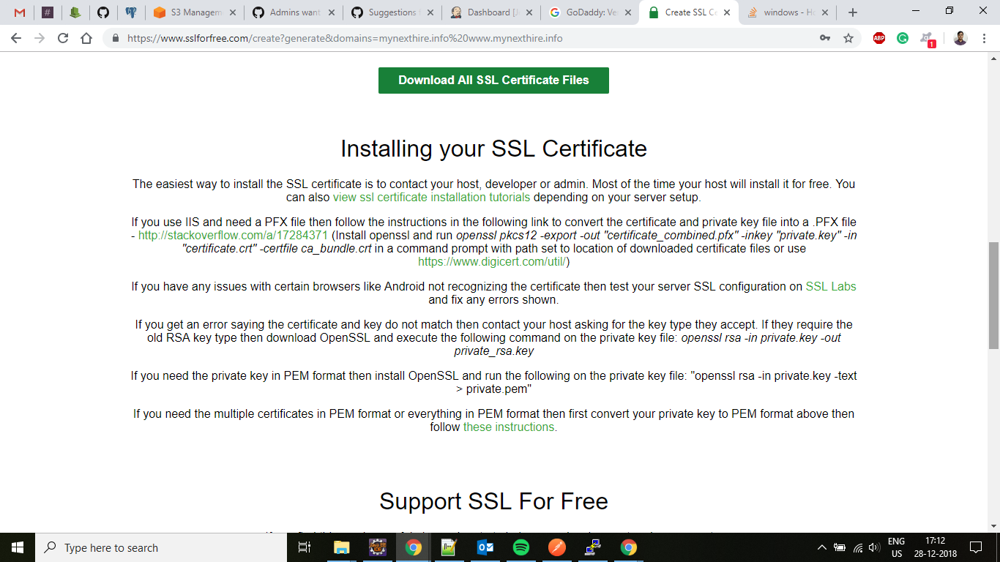 S3 Managem
Admins want
Suggestions f
Dashboard [J
GoDaddy: Ve
Create SSL C
windows - Ho
https://www.sslforfree.com/create?generate&domains=mynexthire.info%20www.mynexthire.info
ABP
1
Download All SSL Certificate Files
Installing your SSL Certificate
The easiest way to install the SSL certificate is to contact your host, developer or admin. Most of the time your host will install it for free. You
can also view ssl certificate installation tutorials depending on your server setup.
If you use IIS and need a PFX file then follow the instructions in the following link to convert the certificate and private key file into a .PFX file
- http://stackoverflow.com/a/17284371 (Install openssl and run openssl pkcs12 -export -out "certificate_combined.pfx" -inkey "private.key" -in
"certificate.crt" -certfile ca_bundle.crt in a command prompt with path set to location of downloaded certificate files or use
https://www.digicert.com/util/)
If you have any issues with certain browsers like Android not recognizing the certificate then test your server SSL configuration on SSL Labs
and fix any errors shown.
If you get an error saying the certificate and key do not match then contact your host asking for the key type they accept. If they require the
old RSA key type then download OpenSSL and execute the following command on the private key file: openssl rsa -in private.key -out
private_rsa.key
If you need the private key in PEM format then install OpenSSL and run the following on the private key file: "openssl rsa -in private.key -text
> private.pem"
If you need the multiple certificates in PEM format or everything in PEM format then first convert your private key to PEM format above then
follow these instructions.
Support SSL For Free
Type here to search
ENG
US
17:12
28-12-2018